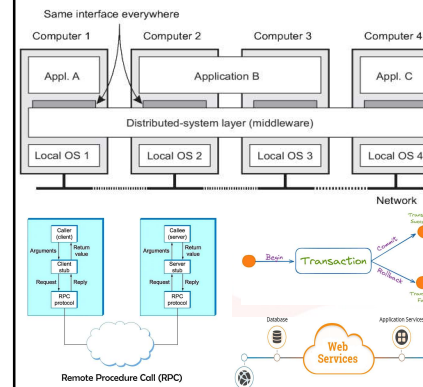 Same interface everywhere
Computer 1
Computer 2
Computer 3
Computer 4
Appl. A
Application B
Appl. C
Distributed-system layer (middleware)
Local OS 1
Local OS 2
Local OS 3
Local OS 4
Network
Caller
(client)
Callee
(server)
Arguments
Return
value
Arguments
Return
value
Client
stub
Server
stub
Request
Reply
Request
Reply
RPC
protocol
RPC
protocol
Remote Procedure Call (RPC)
Begin
Transaction
Commit
Rollback
Database
Application Services
Web
Services